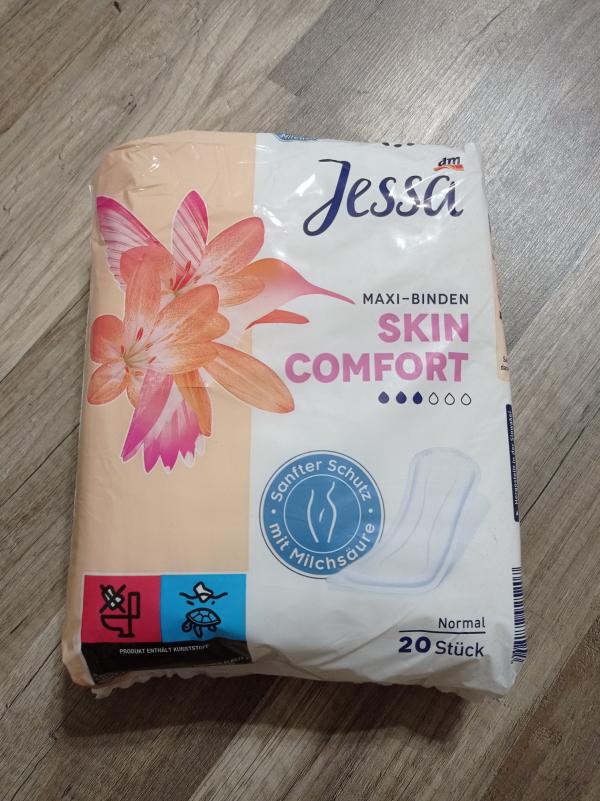 dm
Jessa
MAXI-BINDEN
SKIN
COMFORT
Sanfter Schutz
mit Milchsäure
Normal
20 Stück
PRODUKT ENTHÄLT KUNSTSTOFF